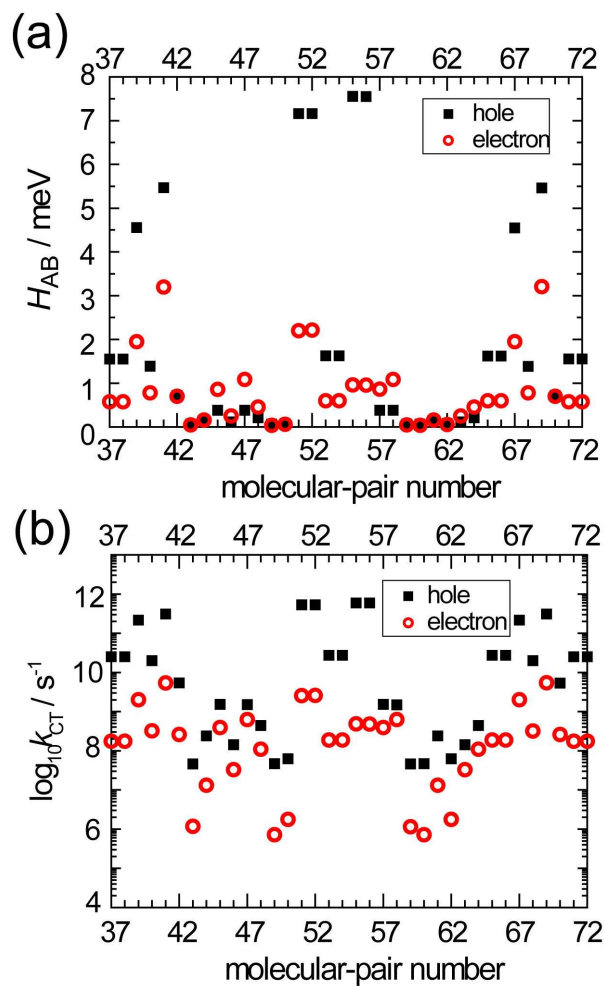 (a)
37 42 47 52 57 62 67 72
8
7
6
5
4
3
2
1
0
H_AB / meV
hole
electron
37 42 47 52 57 62 67 72
molecular-pair number
(b)
37 42 47 52 57 62 67 72
12
10
8
6
4
log₁₀k_CT / s⁻¹
hole
electron
37 42 47 52 57 62 67 72
molecular-pair number